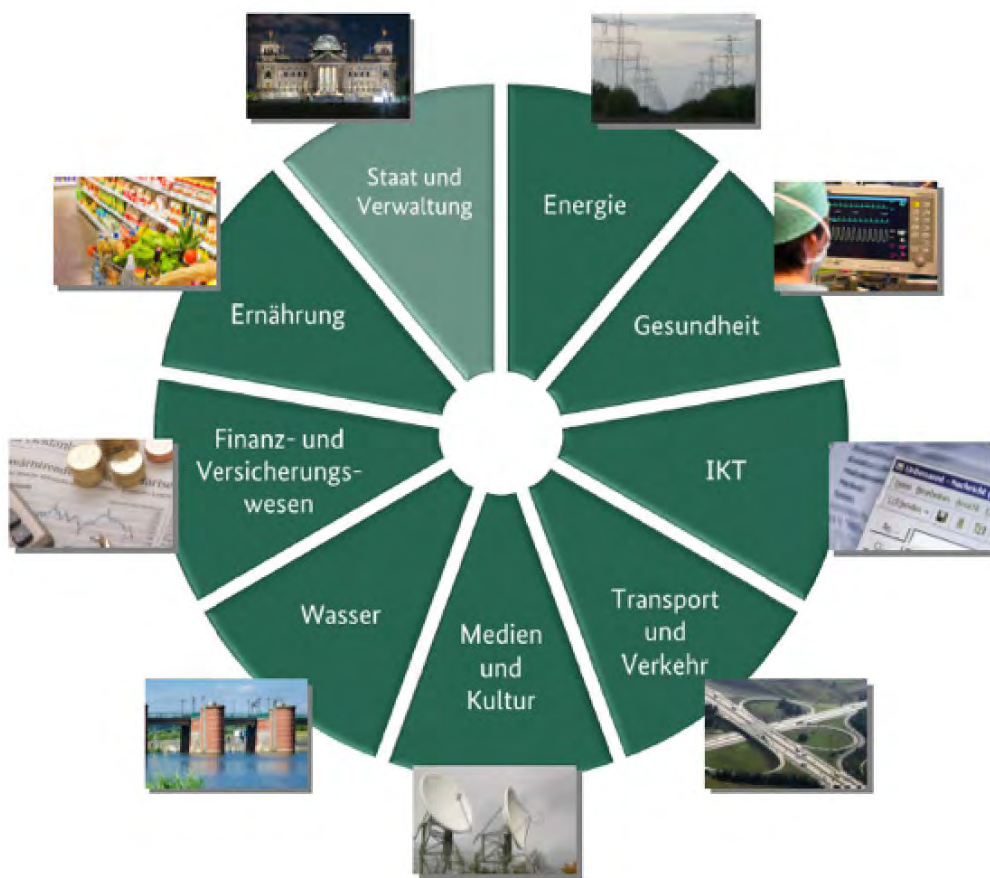 Staat und
Verwaltung
Energie
Gesundheit
IKT
Transport
und
Verkehr
Medien
und
Kultur
Wasser
Finanz- und
Versicherungs-
wesen
Ernährung